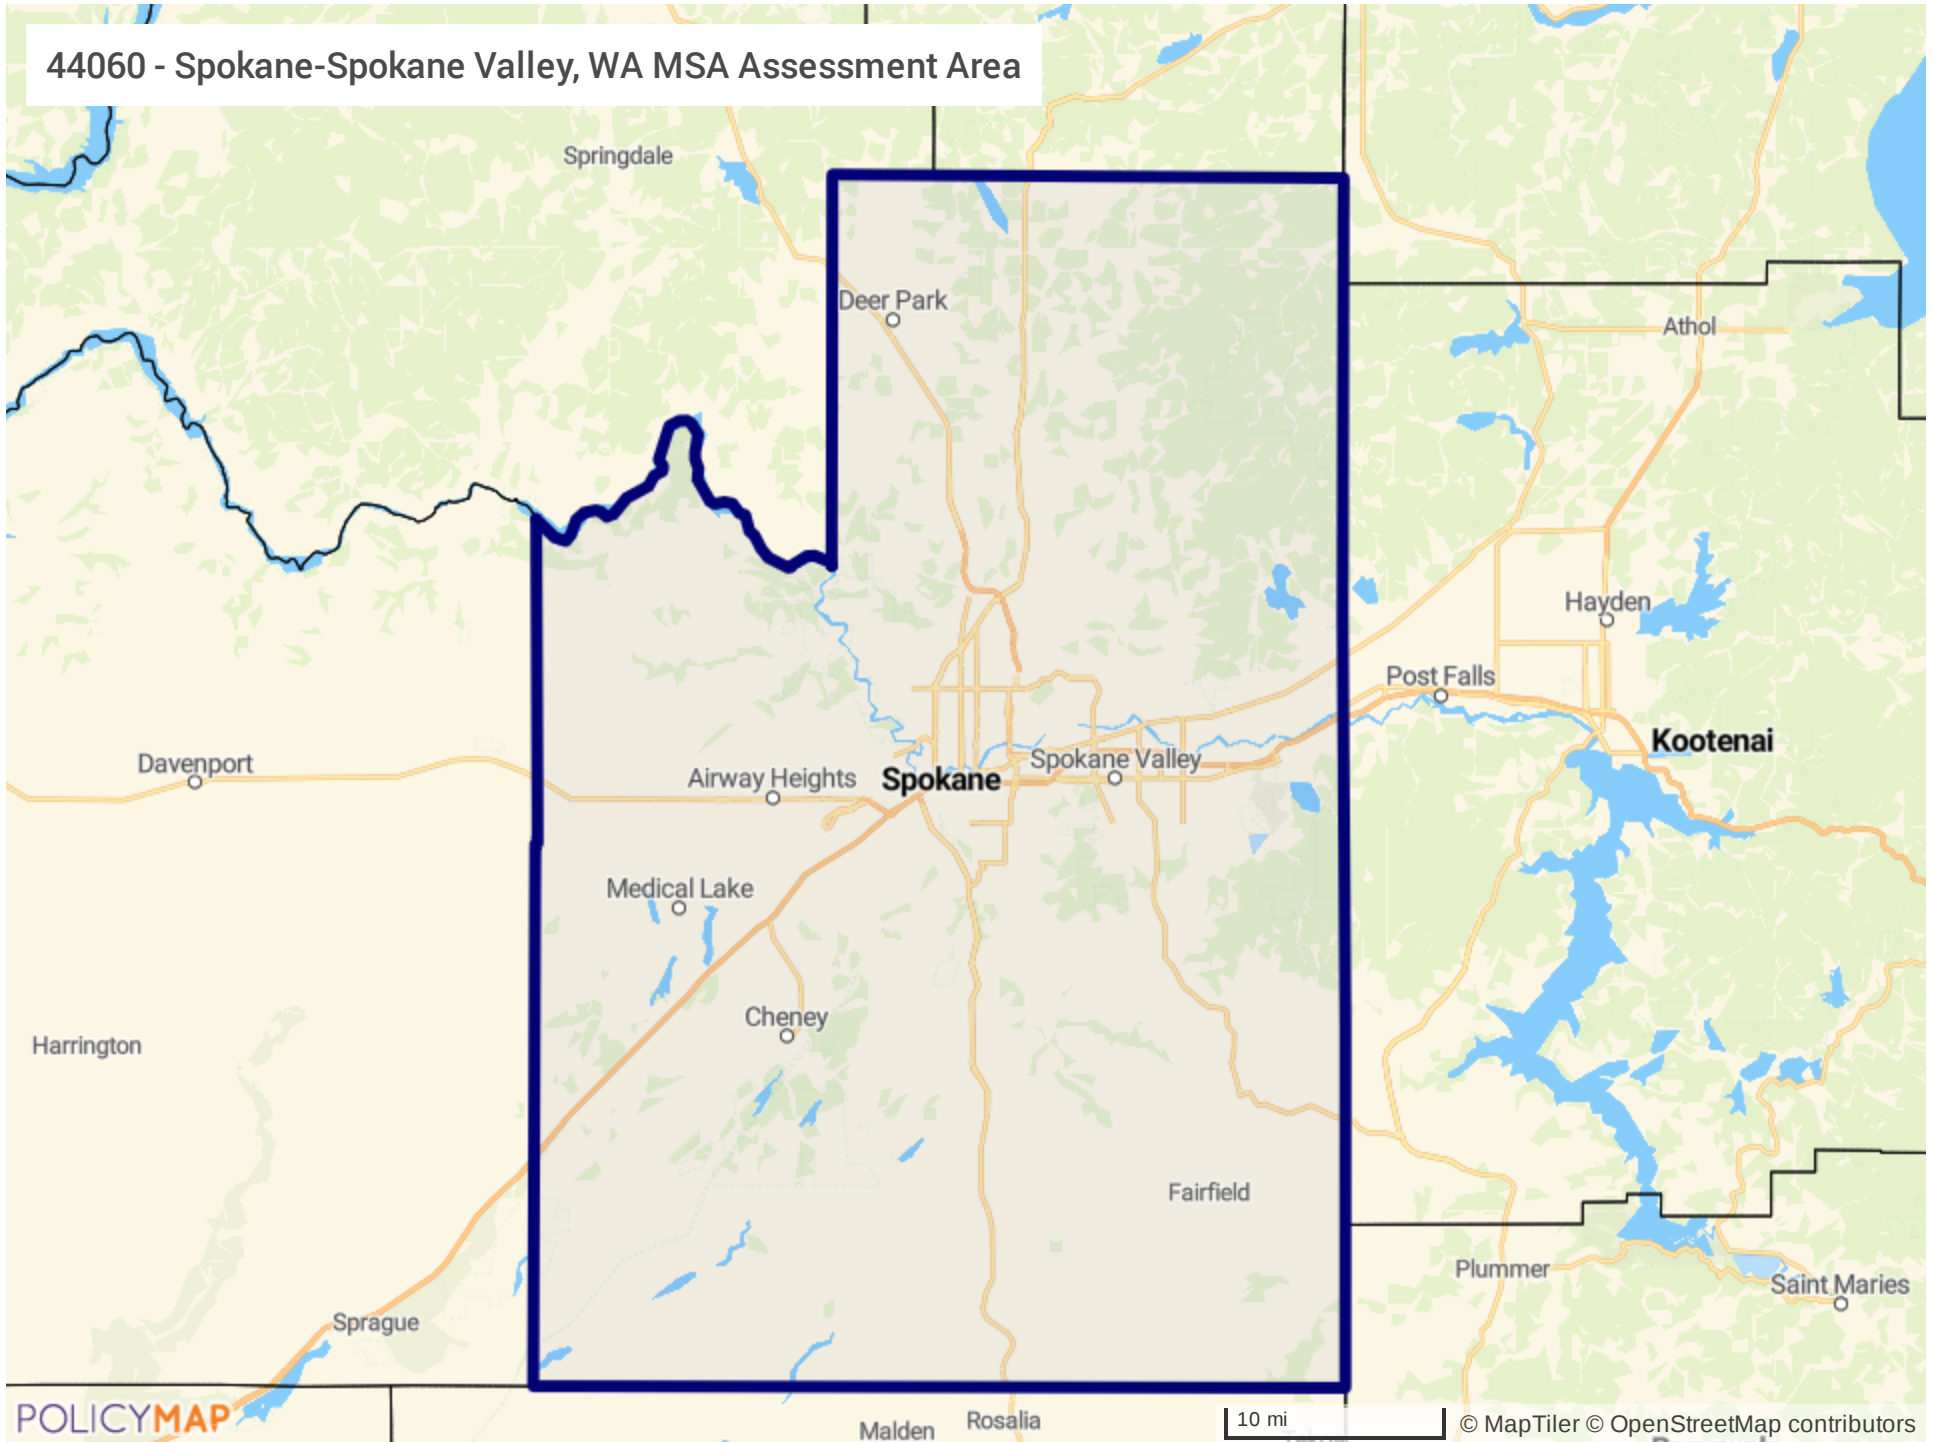 44060 - Spokane-Spokane Valley, WA MSA Assessment Area
Springdale
Deer Park
Athol
Hayden
Post Falls
Kootenai
Davenport
Airway Heights
Spokane
Spokane Valley
Medical Lake
Cheney
Harrington
Fairfield
Plummer
Saint Maries
Sprague
POLICYMAP
Malden
Rosalia
10 mi
© MapTiler © OpenStreetMap contributors